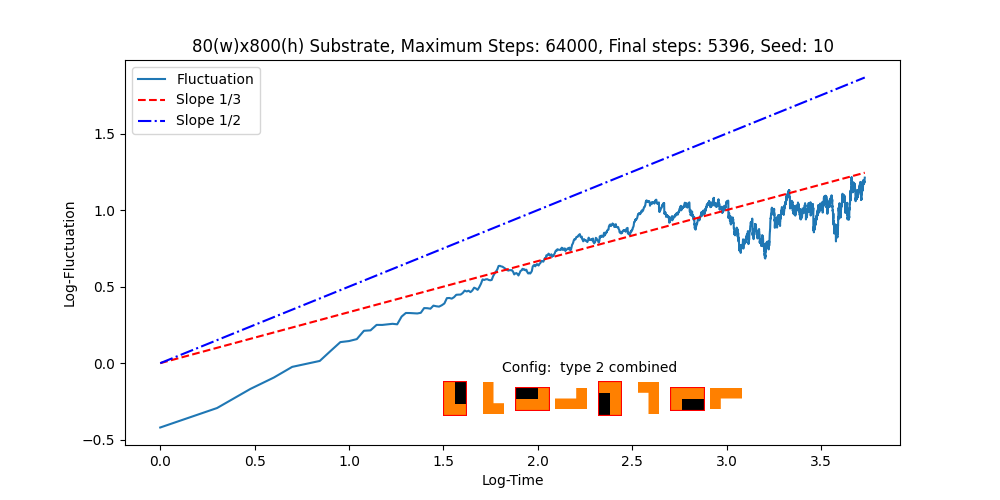 80(w)x800(h) Substrate, Maximum Steps: 64000, Final steps: 5396, Seed: 10
Fluctuation
Slope 1/3
Slope 1/2
1.5
1.0
0.5
0.0
−0.5
Log-Fluctuation
Config:  type 2 combined
0.0 0.5 1.0 1.5 2.0 2.5 3.0 3.5
Log-Time